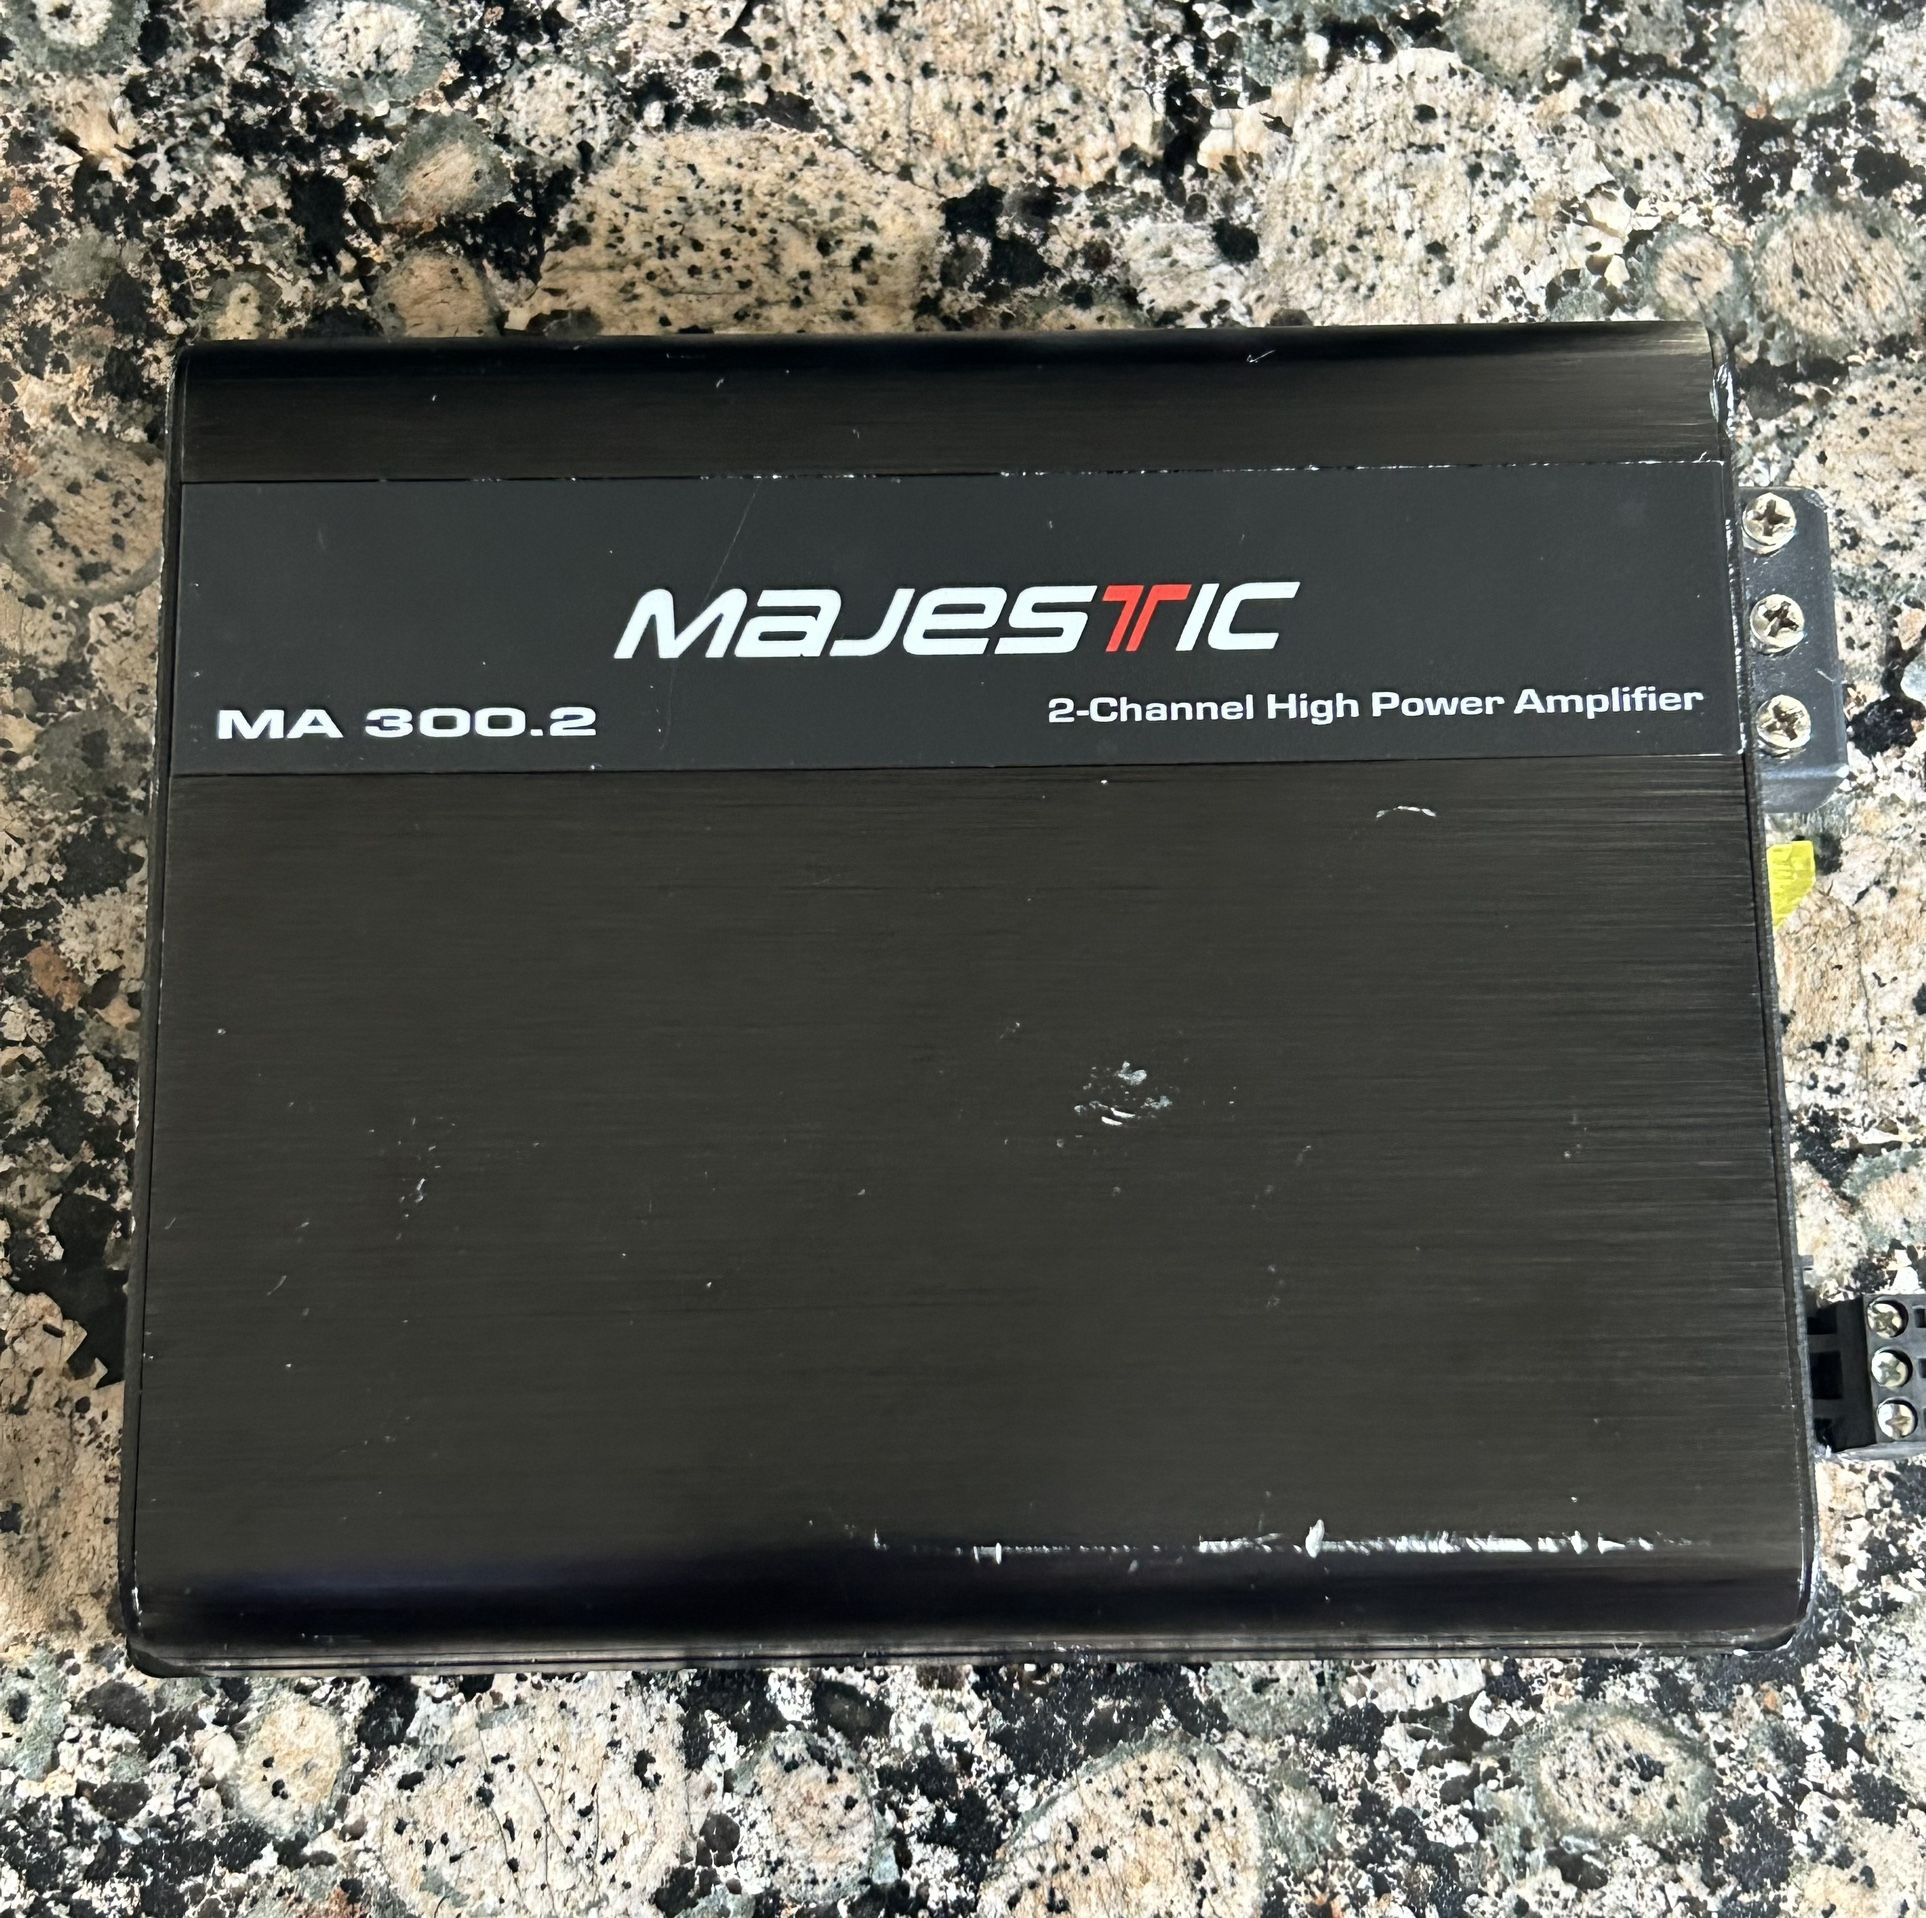 MAJESTIC
MA 300.2
2-Channel High Power Amplifier